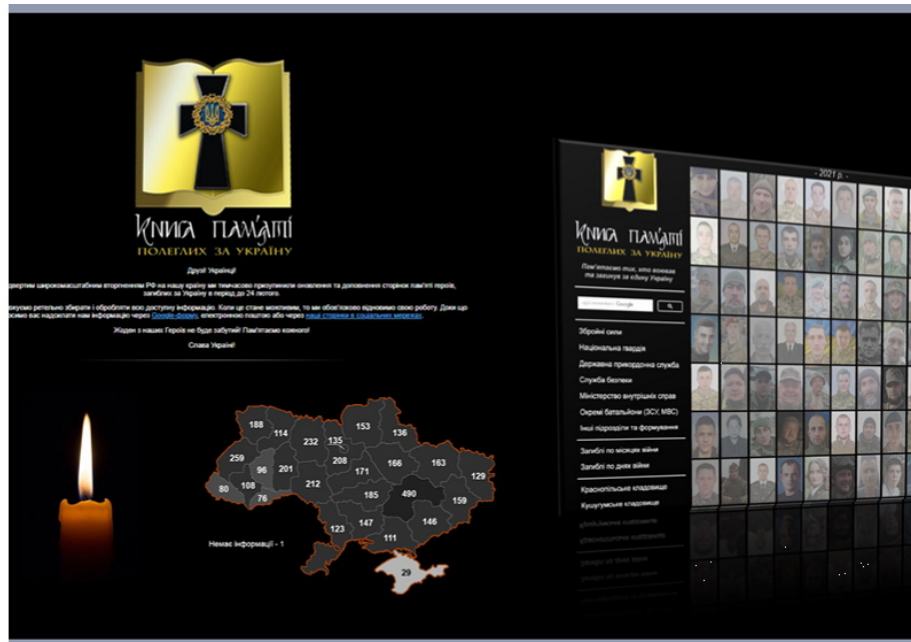 КНИГА ПАМ'ЯТІ
ПОЛЕГЛИХ ЗА УКРАЇНУ
Друзі! Українці!
широкомасштабним вторгненням РФ на нашу країну ми тимчасово призупинили оновлення та доповнення сторінок пам'яті героїв,
загиблих за Україну в період до 24 лютого.
ретельно збирати і обробляти всю доступну інформацію. Коли це стане можливим, то ми обов'язково відновимо свою роботу. Доки що
вас надсилати нам інформацію через Google-форму, електронною поштою або через наші сторінки в соціальних мережах.
Жоден з наших Героїв не буде забутий! Пам'ятаємо кожного!
Слава Україні!
188
114
232
135
153
136
259
96
201
208
171
166
163
129
80
108
76
212
185
490
159
123
147
111
146
29
Немає інформації - 1
- 2021 р. -
КНИГА ПАМ'ЯТІ
ПОЛЕГЛИХ ЗА УКРАЇНУ
Пам'ятаємо тих, хто воював
та загинув за єдину Україну
Google
Збройні сили
Національна гвардія
Державна прикордонна служба
Служба безпеки
Міністерство внутрішніх справ
Окремі батальйони (ЗСУ, МВС)
Інші підрозділи та формування
Загиблі по місяцях війни
Загиблі по днях війни
Краснопільське кладовище
Кушугумське кладовище